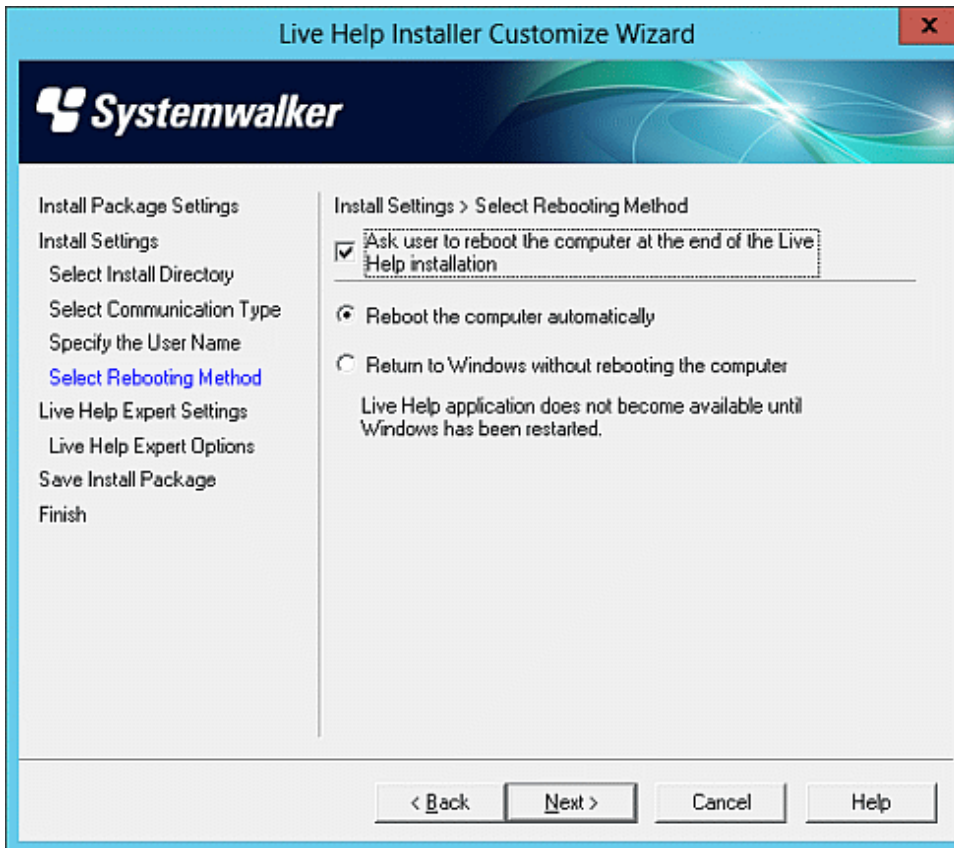 Live Help Installer Customize Wizard
x
Systemwalker
Install Package Settings
Install Settings
Select Install Directory
Select Communication Type
Specify the User Name
Select Rebooting Method
Live Help Expert Settings
Live Help Expert Options
Save Install Package
Finish
Install Settings > Select Rebooting Method
Ask user to reboot the computer at the end of the Live
Help installation
Reboot the computer automatically
Return to Windows without rebooting the computer
Live Help application does not become available until
Windows has been restarted.
< Back
Next >
Cancel
Help